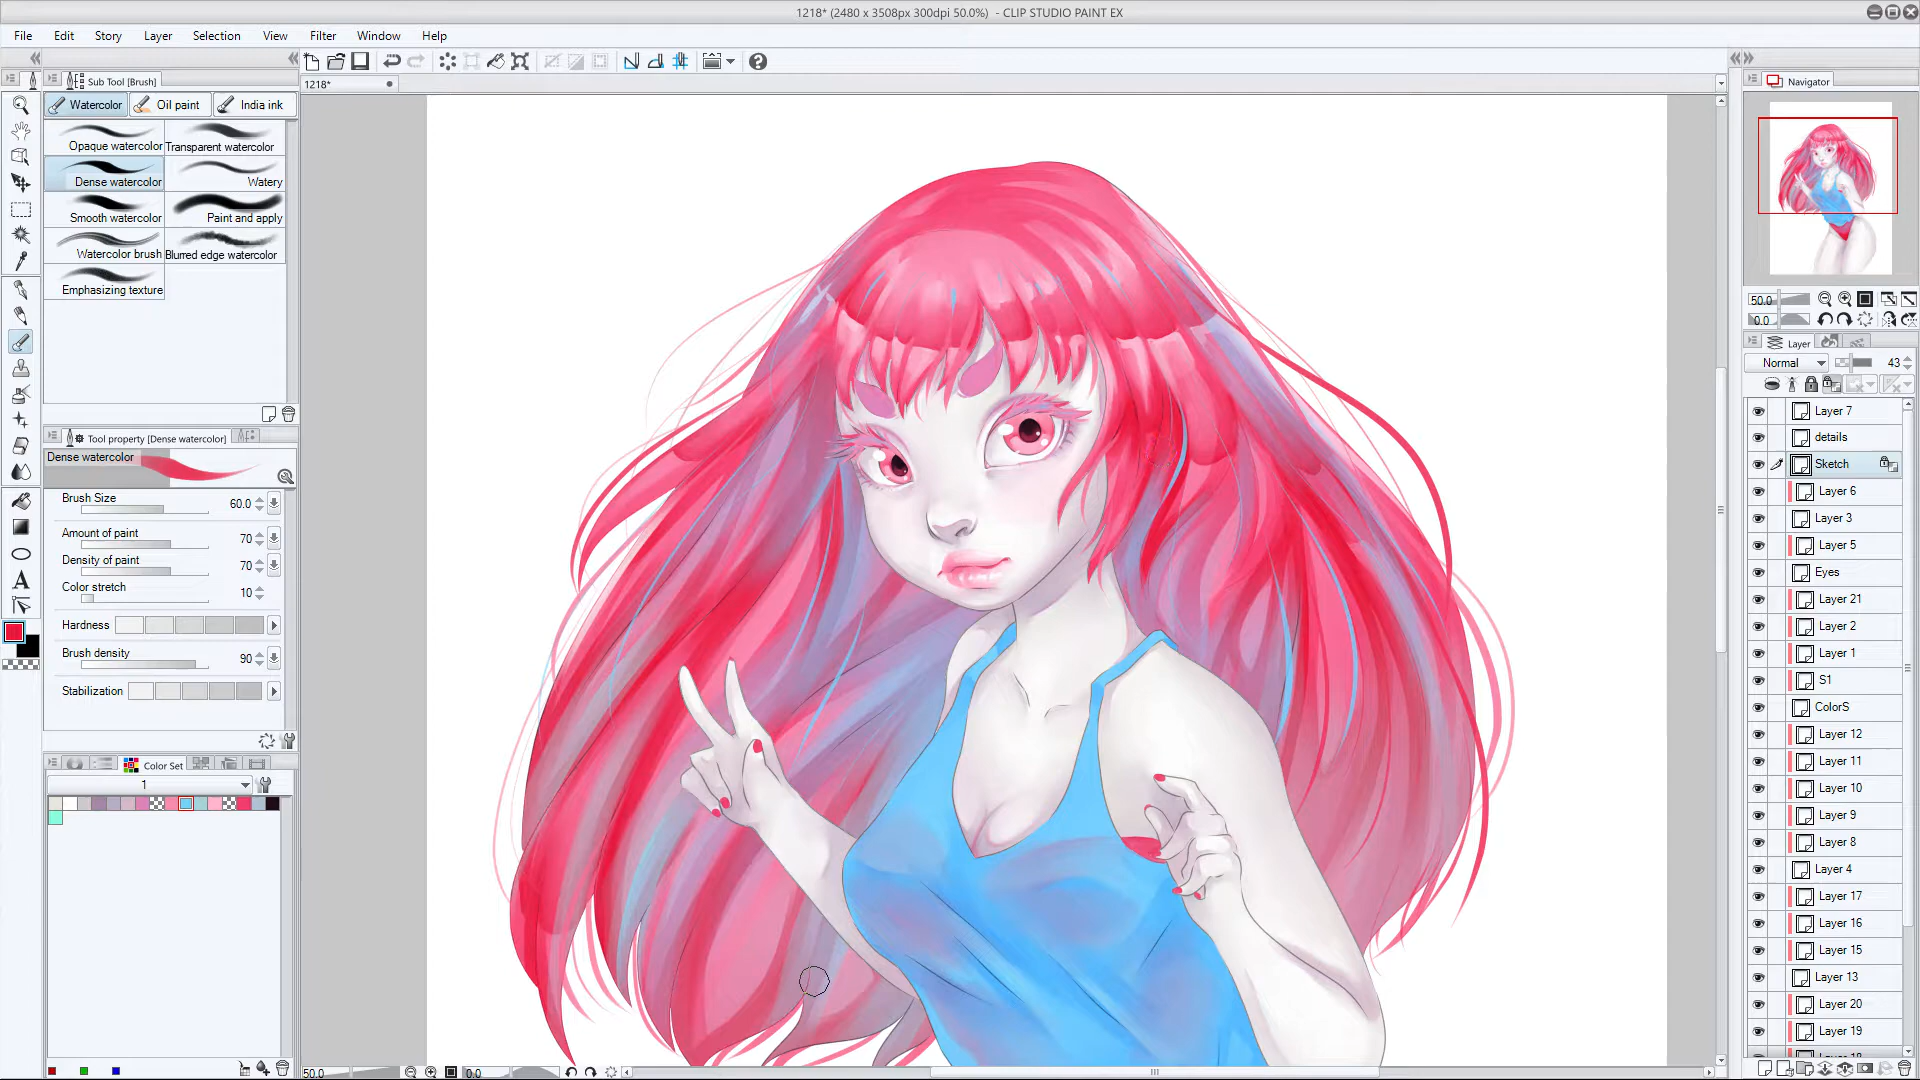 1218* (2480 x 3508px 300dpi 50.0%) - CLIP STUDIO PAINT EX
File Edit Story Layer Selection View Filter Window Help
Sub Tool [Brush]
1218*
Navigator
Watercolor Oil paint India ink
Opaque watercolor Transparent watercolor
Dense watercolor Watery
Smooth watercolor Paint and apply
Watercolor brush Blurred edge watercolor
Emphasizing texture
50.0
0.0
Layer
Normal 43
Layer 7
details
Sketch
Layer 6
Layer 3
Layer 5
Eyes
Layer 21
Layer 2
Layer 1
S1
ColorS
Layer 12
Layer 11
Layer 10
Layer 9
Layer 8
Layer 4
Layer 17
Layer 16
Layer 15
Layer 13
Layer 20
Layer 19
Layer 18
Tool property [Dense watercolor]
Dense watercolor
Brush Size 60.0
Amount of paint 70
Density of paint 70
Color stretch 10
Hardness
Brush density 90
Stabilization
Color Set
1
50.0 0.0